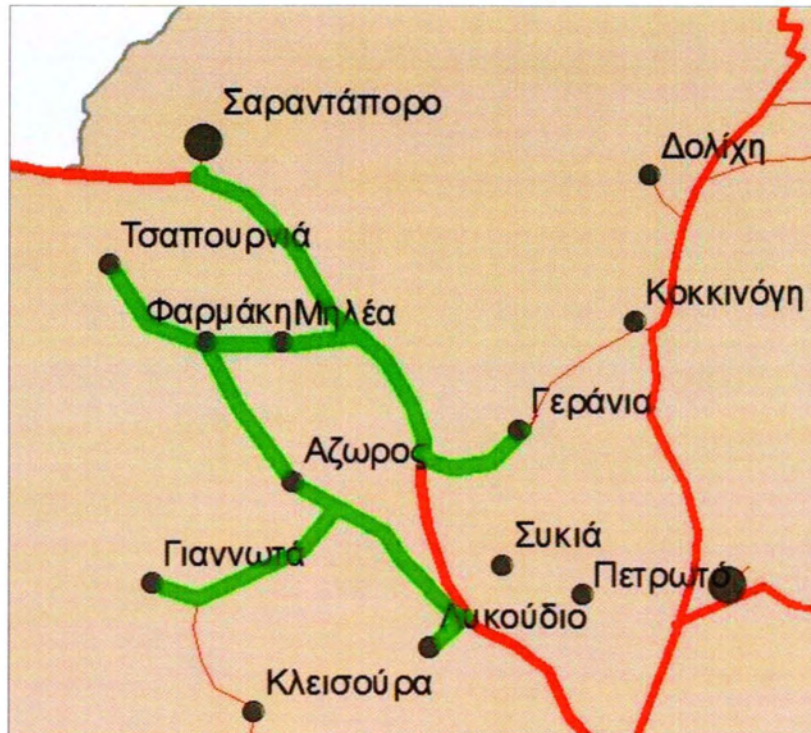 Σαραντάπορο
Δολίχη
Τσαπουρνιά
Φαρμάκη
Μηλέα
Κοκκινόγη
Γεράνια
Αζωρος
Συκιά
Γιαννωτά
Πετρωτό
Λυκούδιο
Κλεισούρα